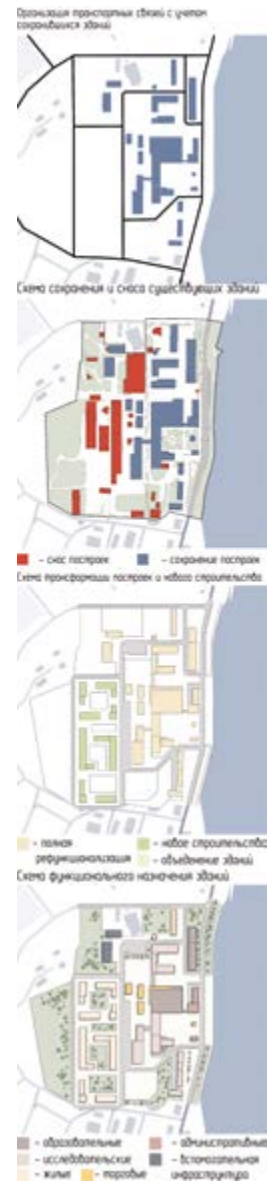 Организация транспортных связей с учетом
сохранившихся зданий
Схема сохранения и сноса существующих зданий
– снос построек – сохранение построек
Схема трансформации построек и нового строительства
– полная – новое строительство
рефункционализация – объеденение зданий
Схема функционального назначения зданий
– образовательные – административные
– исследовательские – вспомогательная
– жилые – торговые инфраструктура